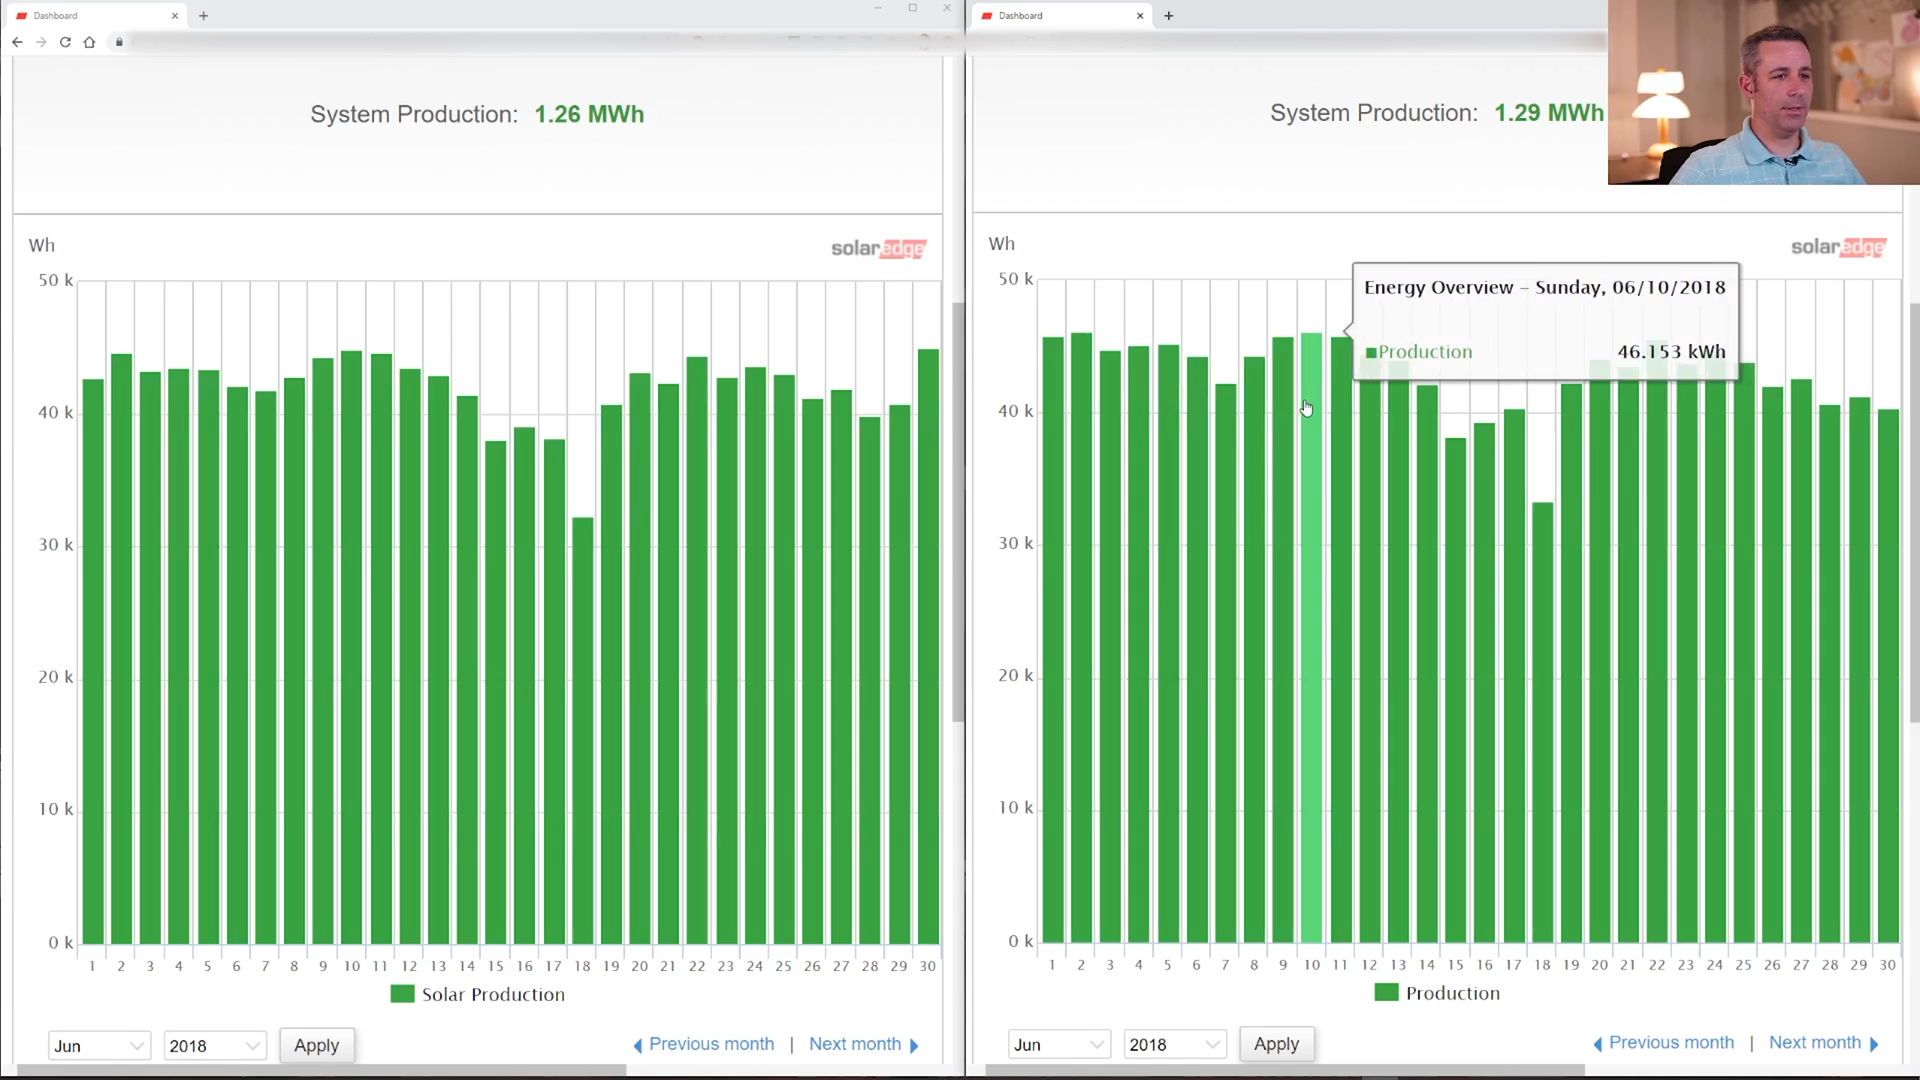 Dashboard
System Production: 1.26 MWh
Wh
solaredge
50 k
40 k
30 k
20 k
10 k
0 k
1 2 3 4 5 6 7 8 9 10 11 12 13 14 15 16 17 18 19 20 21 22 23 24 25 26 27 28 29 30
Solar Production
Jun 2018 Apply Previous month | Next month
Dashboard
System Production: 1.29 MWh
Wh
solaredge
Energy Overview – Sunday, 06/10/2018
Production 46.153 kWh
50 k
40 k
30 k
20 k
10 k
0 k
1 2 3 4 5 6 7 8 9 10 11 12 13 14 15 16 17 18 19 20 21 22 23 24 25 26 27 28 29 30
Production
Jun 2018 Apply Previous month | Next month